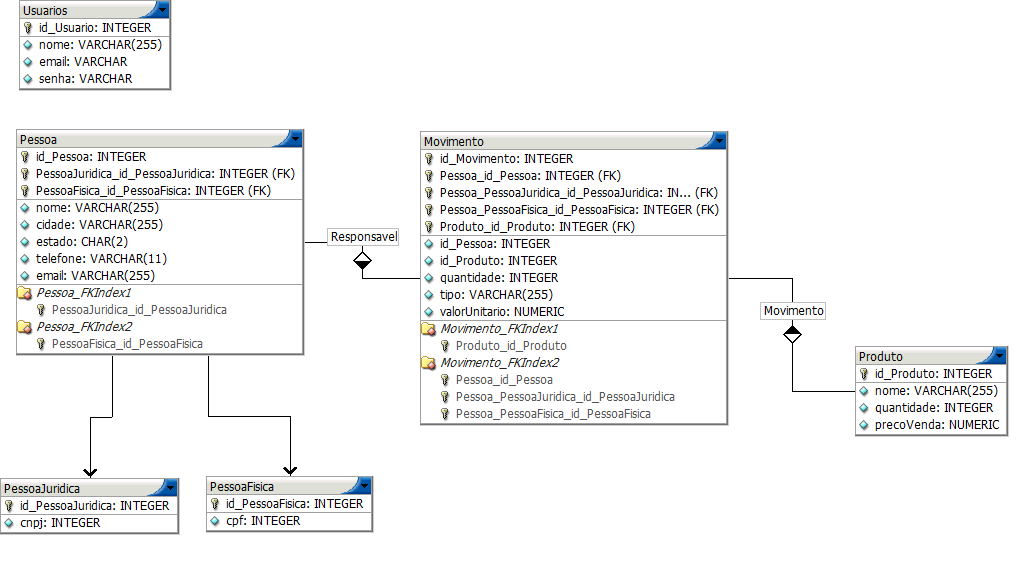 Usuarios
id_Usuario: INTEGER
nome: VARCHAR(255)
email: VARCHAR
senha: VARCHAR
Pessoa
id_Pessoa: INTEGER
PessoaJuridica_id_PessoaJuridica: INTEGER (FK)
PessoaFisica_id_PessoaFisica: INTEGER (FK)
nome: VARCHAR(255)
cidade: VARCHAR(255)
estado: CHAR(2)
telefone: VARCHAR(11)
email: VARCHAR(255)
Pessoa_FKIndex1
PessoaJuridica_id_PessoaJuridica
Pessoa_FKIndex2
PessoaFisica_id_PessoaFisica
Responsavel
Movimento
id_Movimento: INTEGER
Pessoa_id_Pessoa: INTEGER (FK)
Pessoa_PessoaJuridica_id_PessoaJuridica: IN... (FK)
Pessoa_PessoaFisica_id_PessoaFisica: INTEGER (FK)
Produto_id_Produto: INTEGER (FK)
id_Pessoa: INTEGER
id_Produto: INTEGER
quantidade: INTEGER
tipo: VARCHAR(255)
valorUnitario: NUMERIC
Movimento_FKIndex1
Produto_id_Produto
Movimento_FKIndex2
Pessoa_id_Pessoa
Pessoa_PessoaJuridica_id_PessoaJuridica
Pessoa_PessoaFisica_id_PessoaFisica
Movimento
Produto
id_Produto: INTEGER
nome: VARCHAR(255)
quantidade: INTEGER
precoVenda: NUMERIC
PessoaJuridica
id_PessoaJuridica: INTEGER
cnpj: INTEGER
PessoaFisica
id_PessoaFisica: INTEGER
cpf: INTEGER